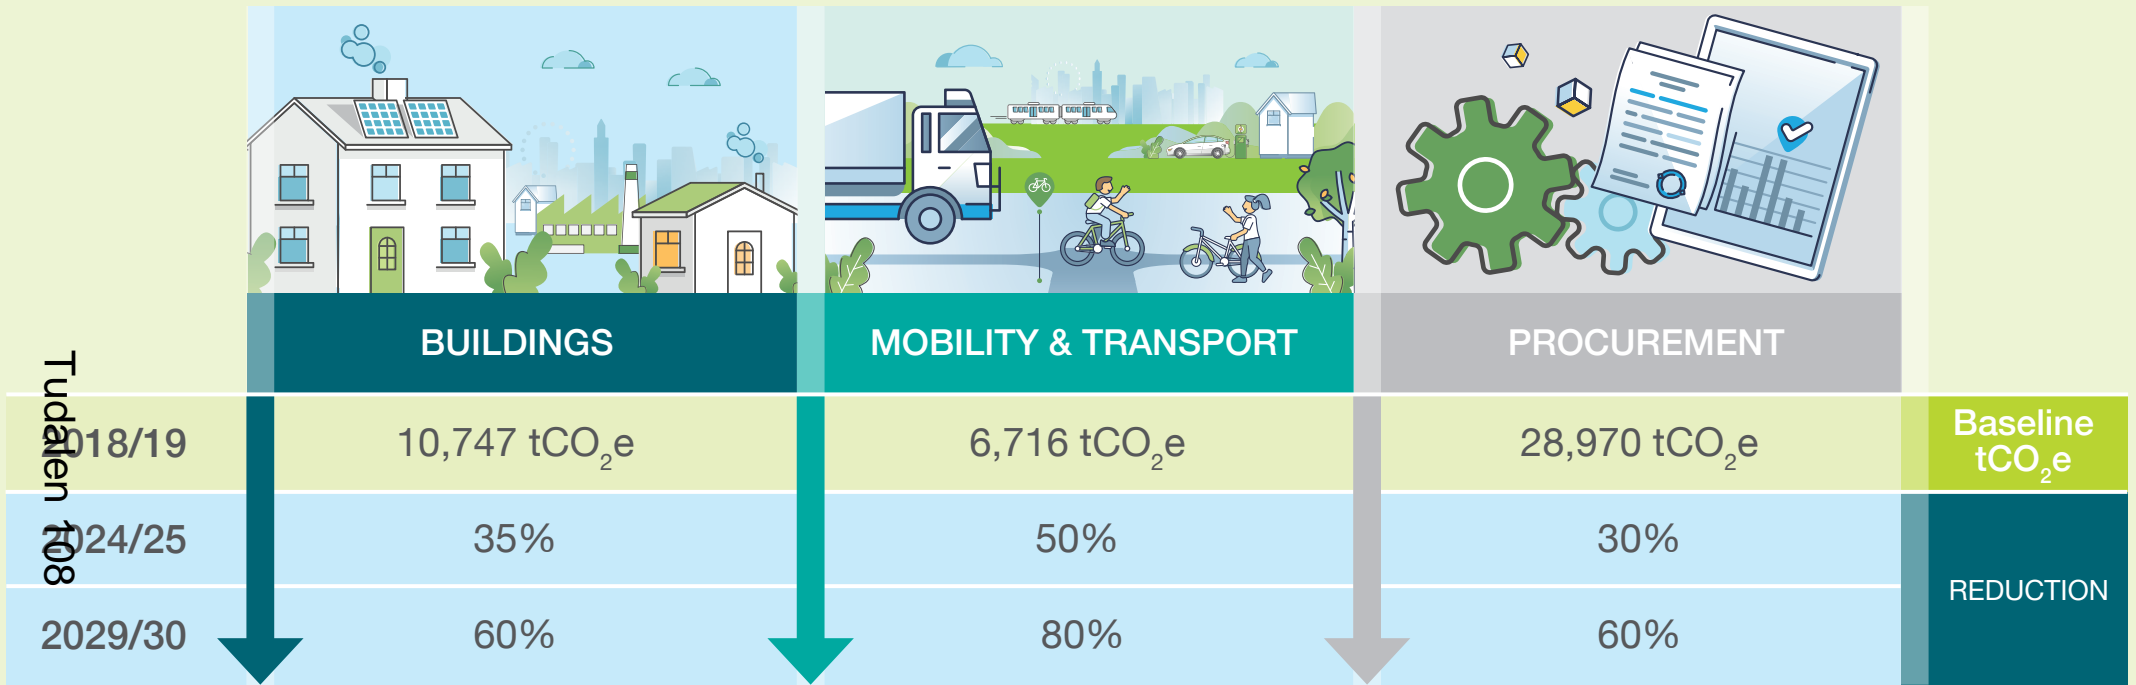 BUILDINGS
MOBILITY & TRANSPORT
PROCUREMENT
2018/19
10,747 tCO₂e
6,716 tCO₂e
28,970 tCO₂e
Baseline
tCO₂e
2024/25
35%
50%
30%
REDUCTION
2029/30
60%
80%
60%
Tudalen 108